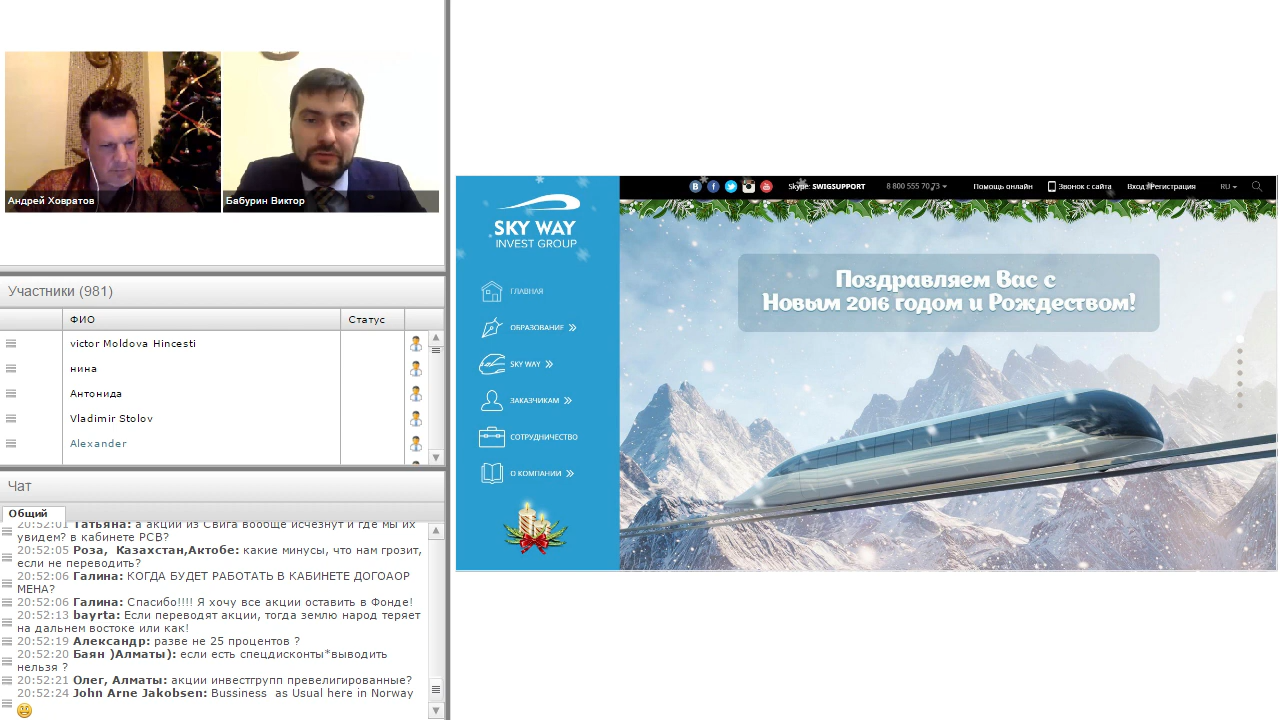 Андрей Ховратов
Бабурин Виктор
Участники (981)
ФИО
Статус
victor Moldova Hincesti
нина
Антонида
Vladimir Stolov
Alexander
Чат
Общий
20:52:01 Татьяна: а акции из Свига вообще исчезнут и где мы их
увидем? в кабинете РСВ?
20:52:05 Роза, Казахстан,Актобе: какие минусы, что нам грозит,
если не переводить?
20:52:06 Галина: КОГДА БУДЕТ РАБОТАТЬ В КАБИНЕТЕ ДОГОАОР
МЕНА?
20:52:06 Галина: Спасибо!!!! Я хочу все акции оставить в Фонде!
20:52:13 bayrta: Если переводят акции, тогда землю народ теряет
на дальнем востоке или как!
20:52:19 Александр: разве не 25 процентов ?
20:52:20 Баян )Алматы): если есть спецдисконты*выводить
нельзя ?
20:52:21 Олег, Алматы: акции инвестгрупп превелигированные?
20:52:24 John Arne Jakobsen: Bussiness as Usual here in Norway
SKY WAY
INVEST GROUP
ГЛАВНАЯ
ОБРАЗОВАНИЕ
SKY WAY
ЗАКАЗЧИКАМ
СОТРУДНИЧЕСТВО
О КОМПАНИИ
Skype: SWIGSUPPORT
8 800 555 70 73
Помощь онлайн
Звонок с сайта
Вход
Регистрация
RU
Поздравляем Вас с
Новым 2016 годом и Рождеством!